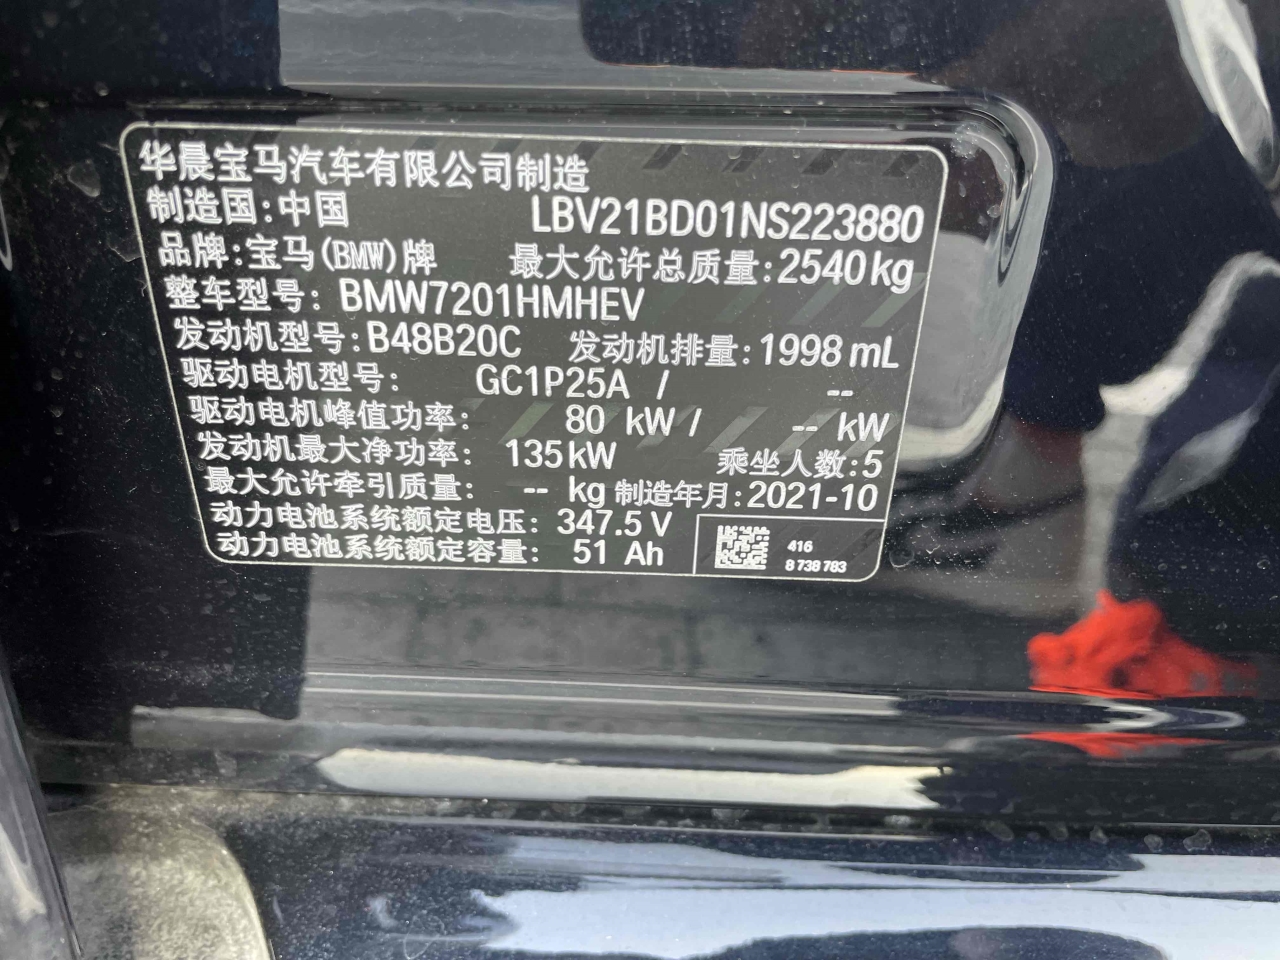 华晨宝马汽车有限公司制造
制造国:中国 LBV21BD01NS223880
品牌:宝马(BMW)牌 最大允许总质量:2540kg
整车型号: BMW7201HMHEV
发动机型号:B48B20C 发动机排量:1998 mL
驱动电机型号: GC1P25A / --
驱动电机峰值功率: 80 kW / -- kW
发动机最大净功率: 135kW 乘坐人数:5
最大允许牵引质量: -- kg 制造年月:2021-10
动力电池系统额定电压: 347.5 V
动力电池系统额定容量: 51 Ah
416
8 738 783